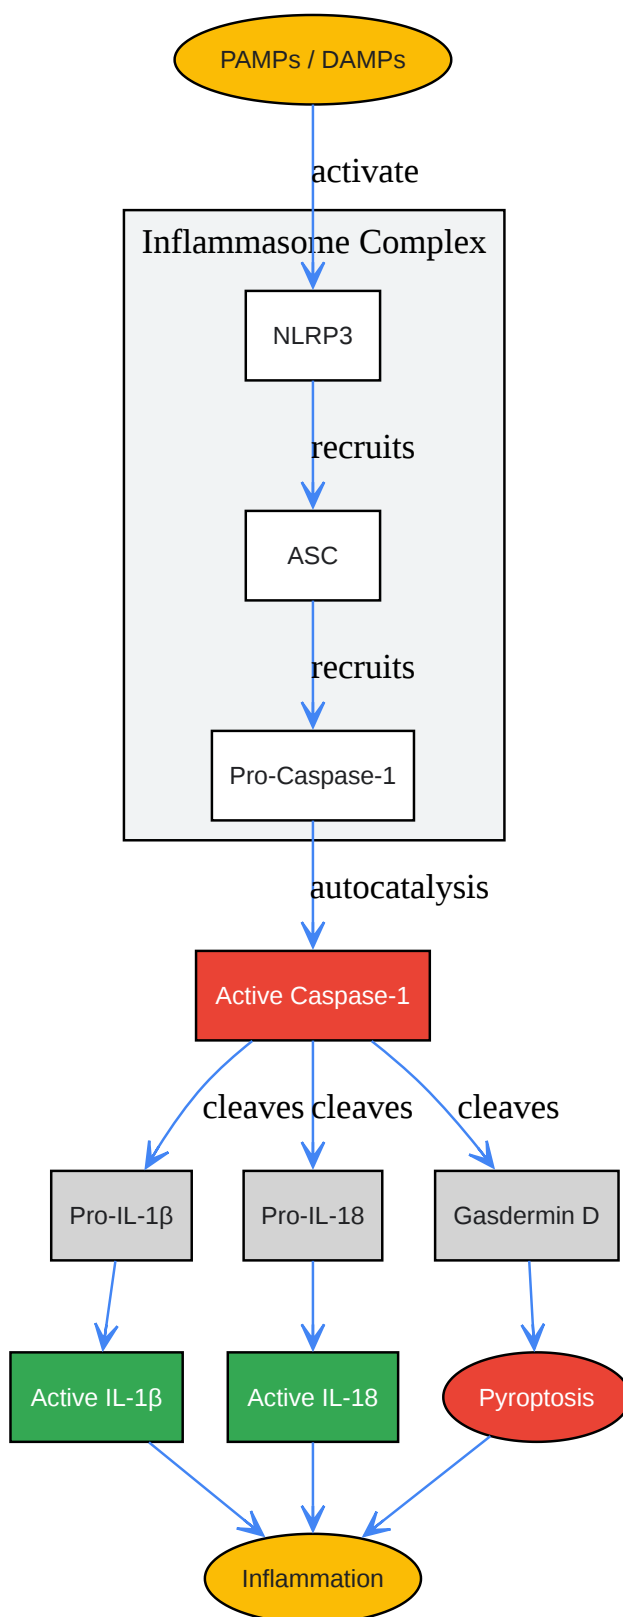 PAMPs / DAMPs
activate
Inflammasome Complex
NLRP3
recruits
ASC
recruits
Pro-Caspase-1
autocatalysis
Active Caspase-1
cleaves
cleaves
cleaves
Pro-IL-1β
Pro-IL-18
Gasdermin D
Active IL-1β
Active IL-18
Pyroptosis
Inflammation